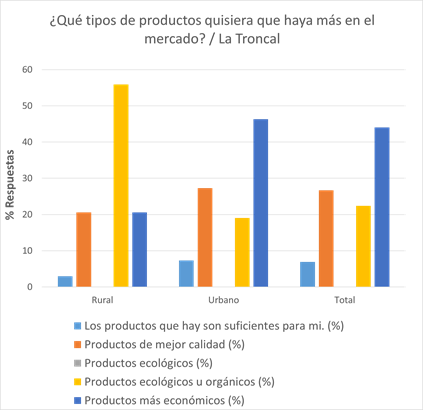 ¿Qué tipos de productos quisiera que haya más en el
mercado? / La Troncal
% Respuestas
60
50
40
30
20
10
0
Rural
Urbano
Total
Los productos que hay son suficientes para mi. (%)
Productos de mejor calidad (%)
Productos ecológicos (%)
Productos ecológicos u orgánicos (%)
Productos más económicos (%)